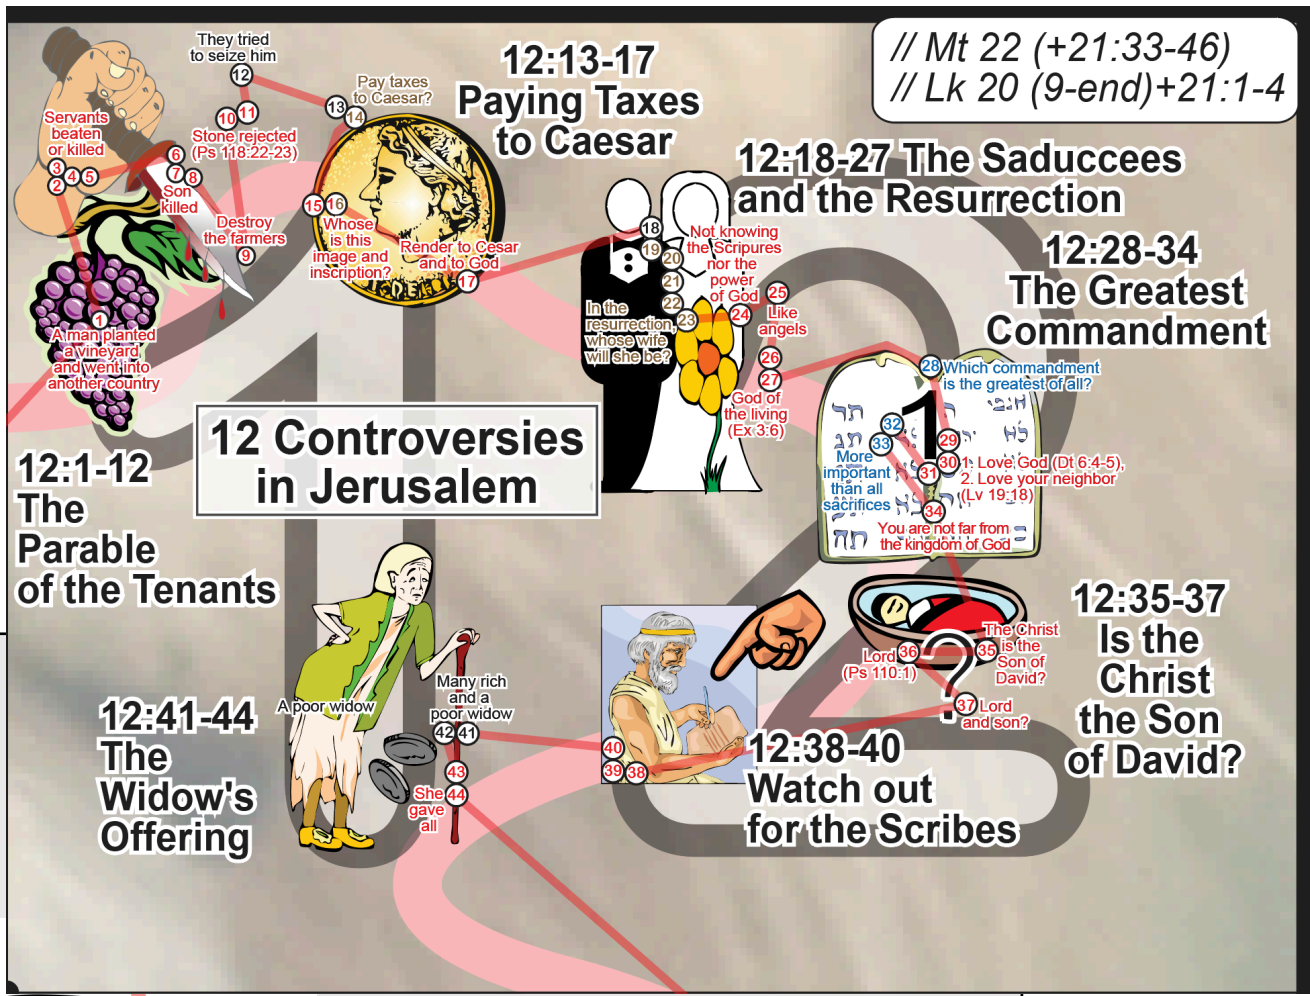 // Mt 22 (+21:33-46)
// Lk 20 (9-end)+21:1-4
12 Controversies
in Jerusalem
12:1-12
The
Parable
of the Tenants
1
A man planted
a vineyard,
and went into
another country
Servants
beaten
or killed
3
2
4
5
6
7
8
Son
killed
Destroy
the farmers
9
10
11
Stone rejected
(Ps 118:22-23)
They tried
to seize him
12
12:13-17
Paying Taxes
to Caesar
13
Pay taxes
to Caesar?
14
15
16
Whose
is this
image and
inscription?
Render to Cesar
and to God
17
12:18-27 The Saduccees
and the Resurrection
18
19
20
21
22
23
In the
resurrection,
whose wife
will she be?
Not knowing
the Scripures
nor the
power
of God
24
25
Like
angels
26
27
God of
the living
(Ex 3:6)
12:28-34
The Greatest
Commandment
28
Which commandment
is the greatest of all?
1
29
30
31
1. Love God (Dt 6:4-5),
2. Love your neighbor
(Lv 19:18)
32
33
More
important
than all
sacrifices
34
You are not far from
the kingdom of God
12:35-37
Is the
Christ
the Son
of David?
35
The Christ
is the
Son of
David?
36
Lord
(Ps 110:1)
?
37
Lord
and son?
12:38-40
Watch out
for the Scribes
38
39
40
12:41-44
The
Widow's
Offering
A poor widow
Many rich
and a
poor widow
42
41
43
44
She
gave
all